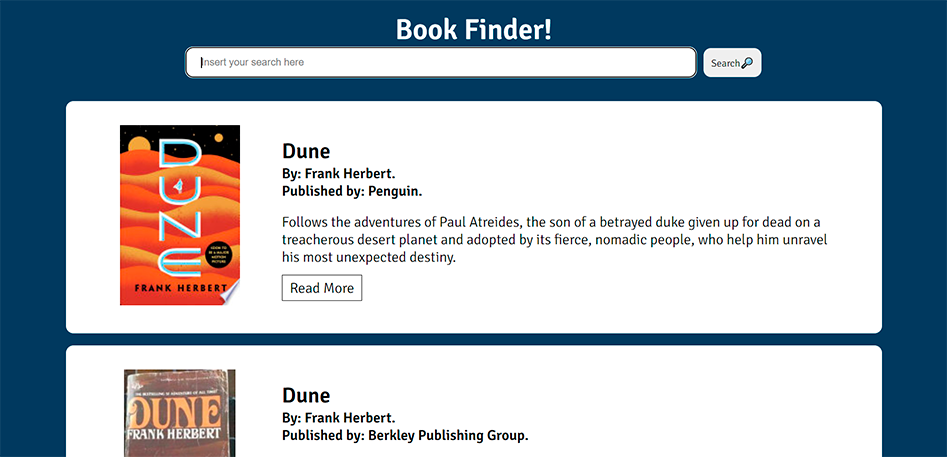 Book Finder!
Insert your search here
Search
DUNE
SOON TO
BE A MAJOR
MOTION
PICTURE
FRANK HERBERT
Dune
By: Frank Herbert.
Published by: Penguin.
Follows the adventures of Paul Atreides, the son of a betrayed duke given up for dead on a
treacherous desert planet and adopted by its fierce, nomadic people, who help him unravel
his most unexpected destiny.
Read More
THE BESTSELLING SF ADVENTURE OF ALL TIME!
DUNE
FRANK HERBERT
Dune
By: Frank Herbert.
Published by: Berkley Publishing Group.